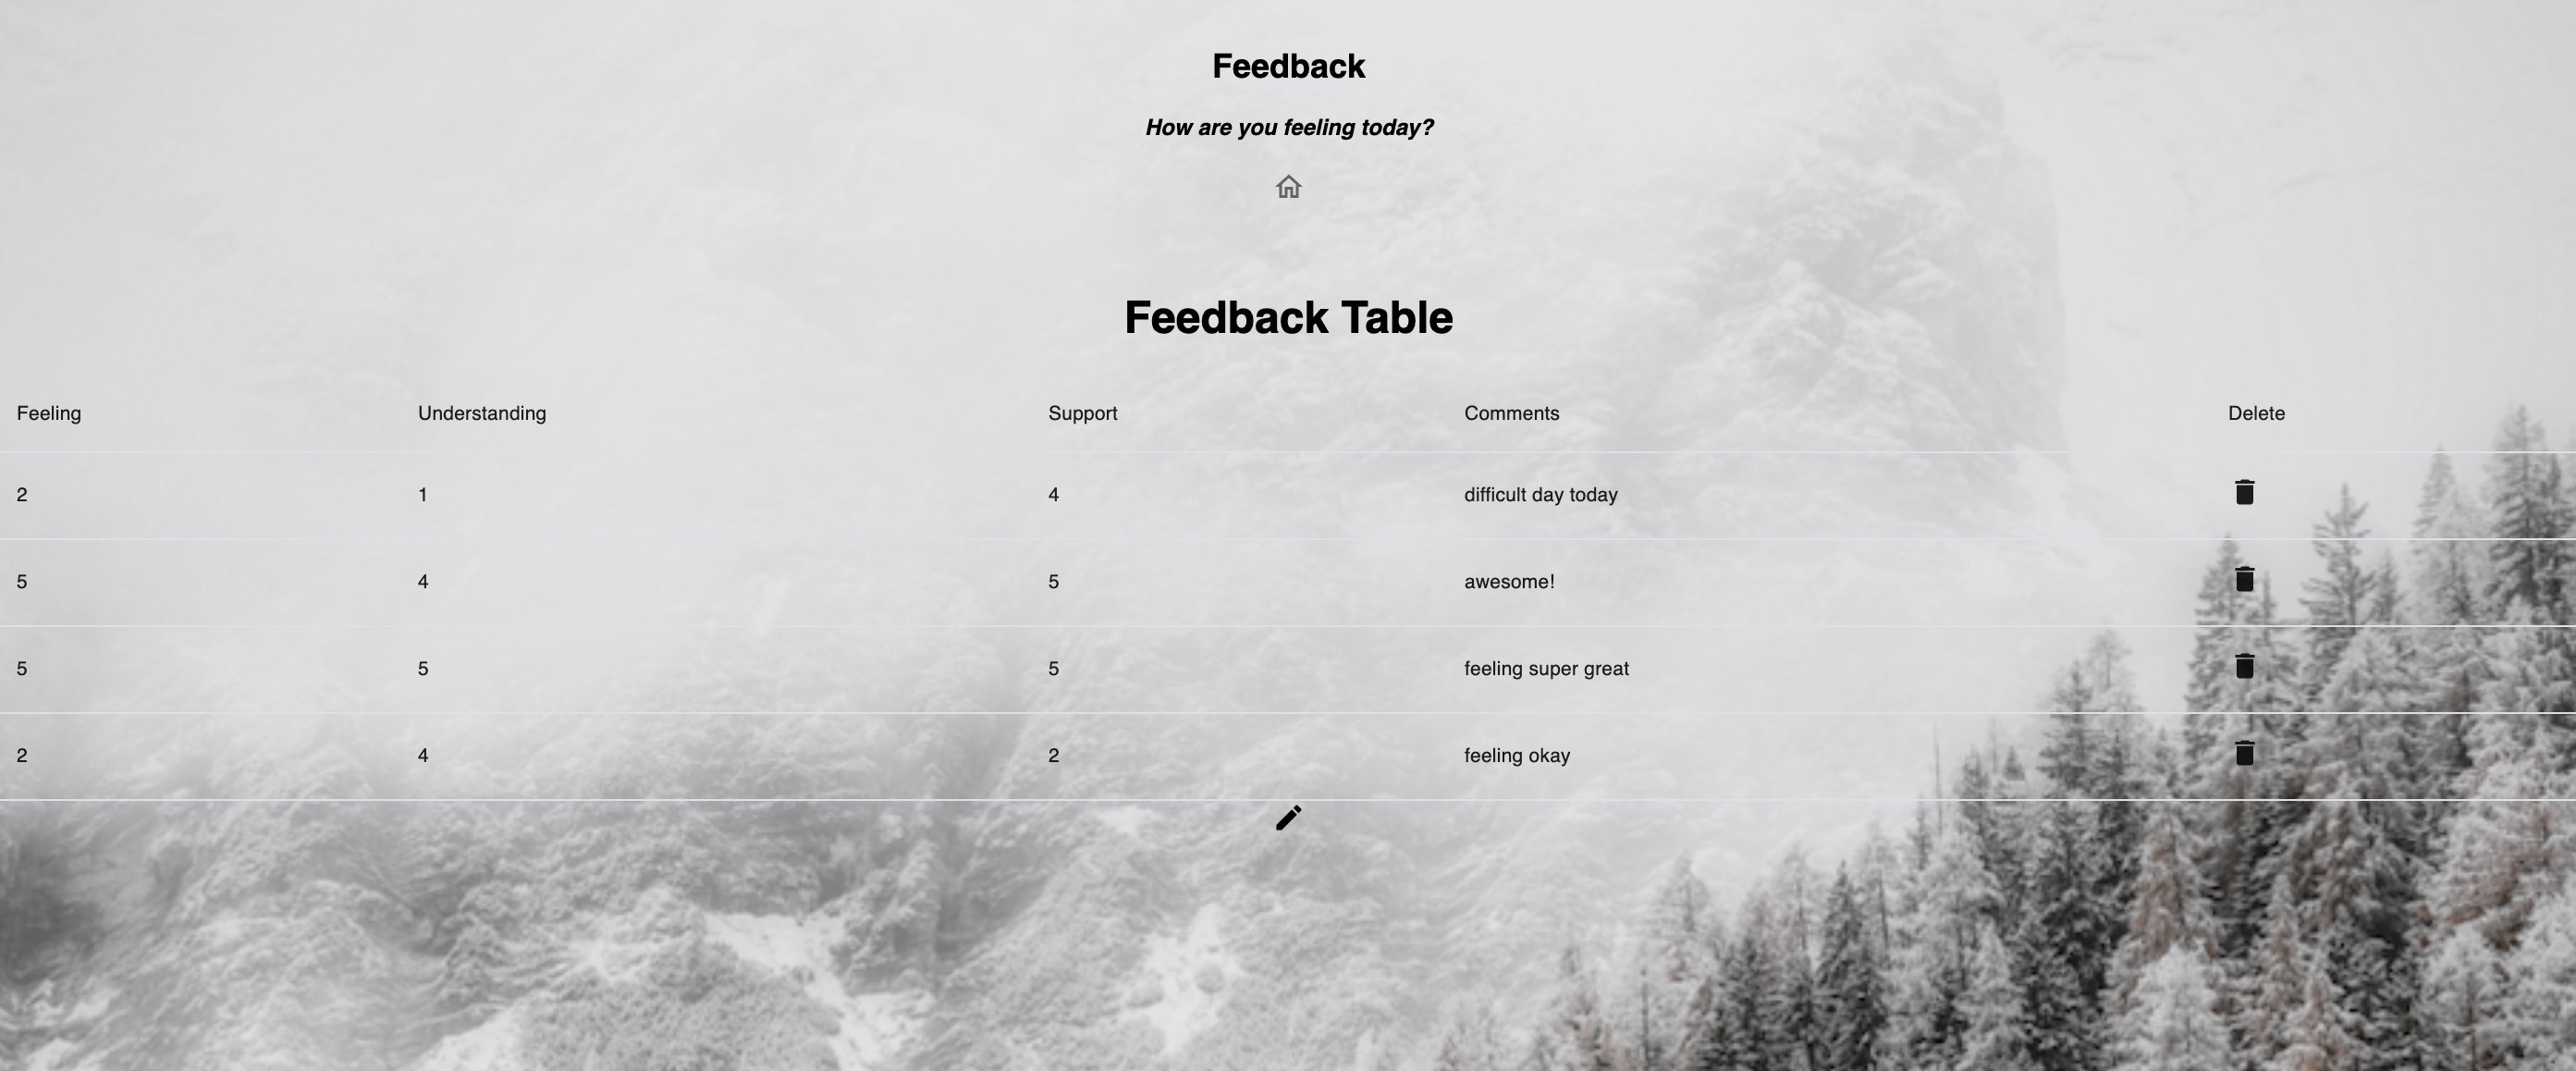 Feedback
How are you feeling today?
Feedback Table
Feeling Understanding Support Comments Delete
2 1 4 difficult day today
5 4 5 awesome!
5 5 5 feeling super great
2 4 2 feeling okay